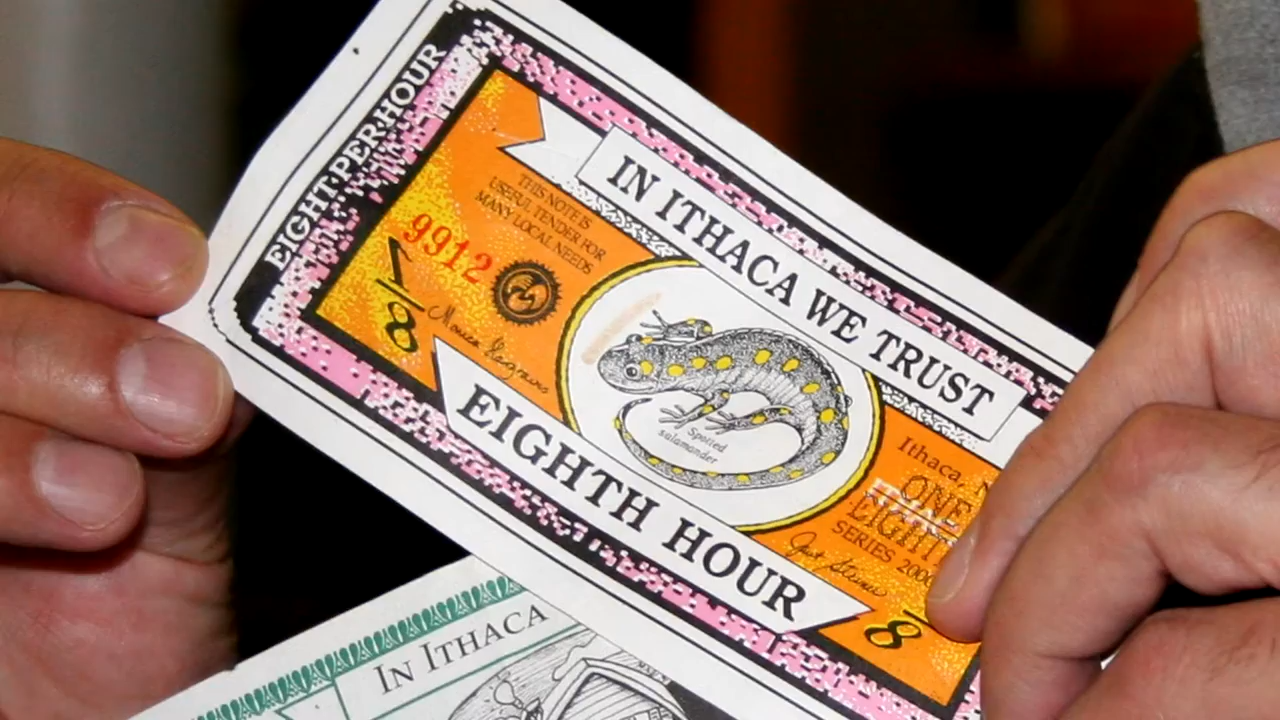 EIGHT·PER·HOUR
IN ITHACA WE TRUST
THIS NOTE IS
USEFUL TENDER FOR
MANY LOCAL NEEDS
9912
1/8
Spotted
salamander
EIGHTH HOUR
Ithaca, N
ONE
EIGHT
SERIES 200
8
IN ITHACA